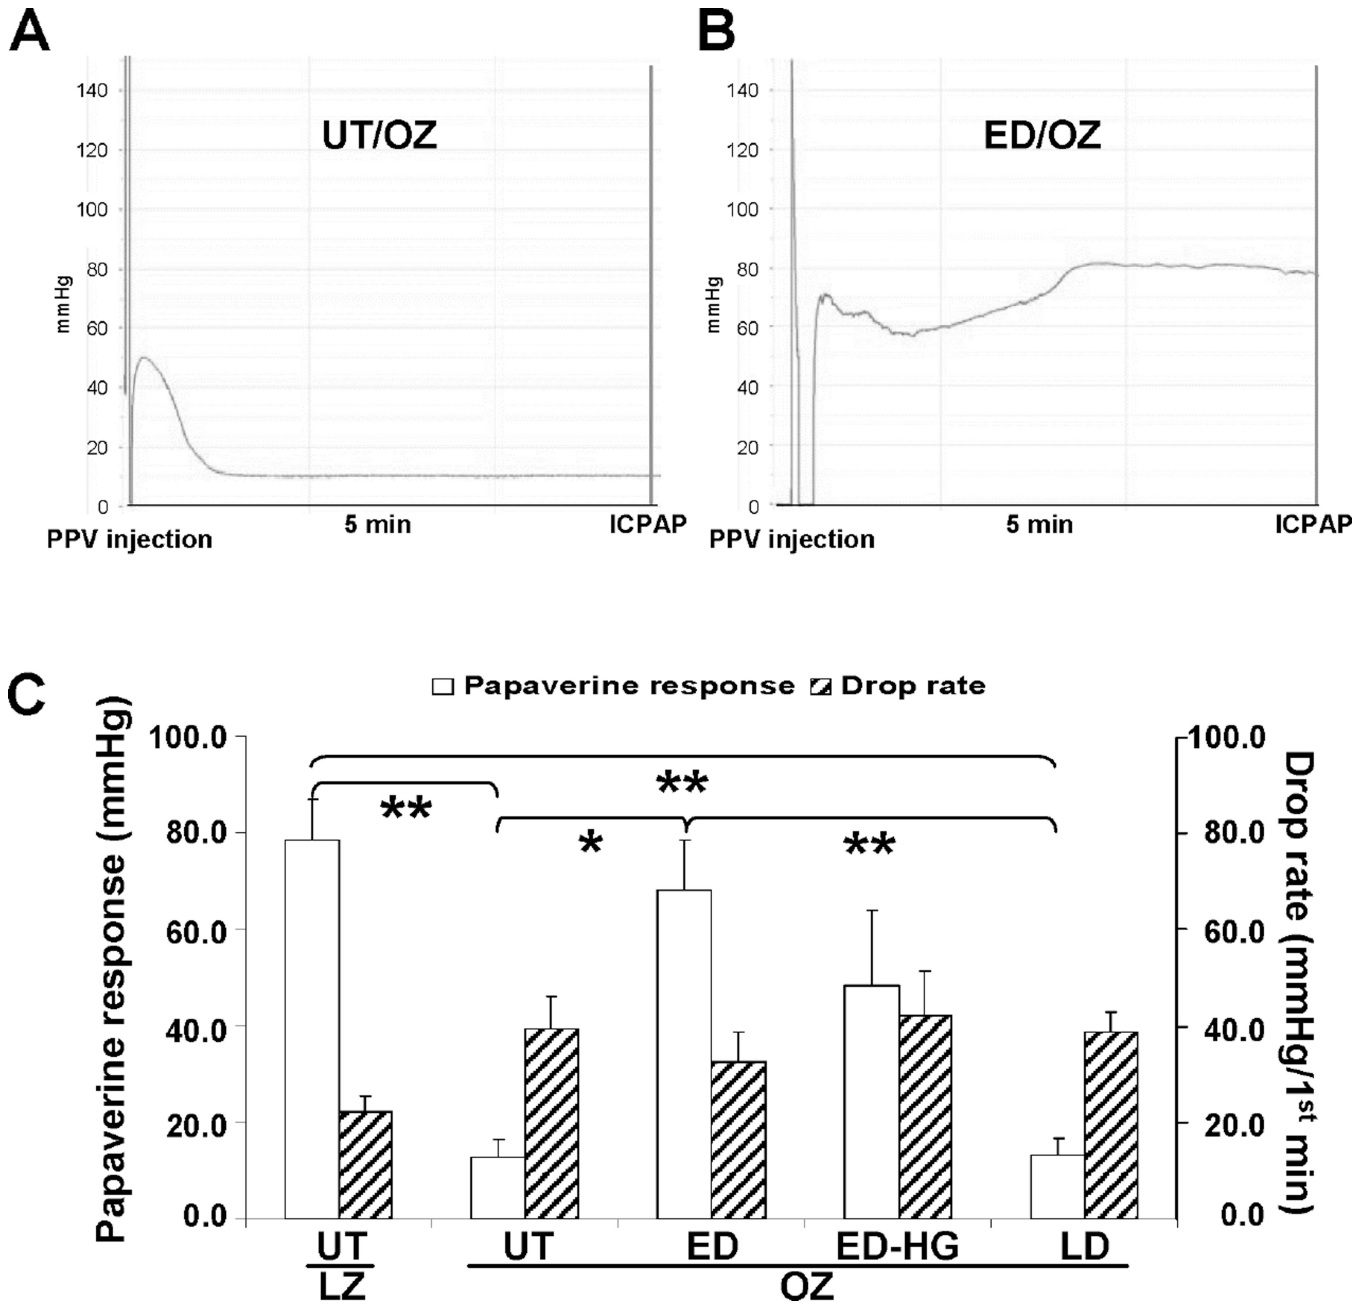 A
140
120
100
80
60
40
20
0
mmHg
UT/OZ
5 min
ICPAP
PPV injection
B
140
120
100
80
60
40
20
0
mmHg
ED/OZ
5 min
ICPAP
PPV injection
C
Papaverine response Drop rate
Papaverine response (mmHg)
100.0
80.0
60.0
40.0
20.0
0.0
**
**
*
**
100.0
80.0
60.0
40.0
20.0
0.0
Drop rate (mmHg/1st min)
UT UT ED ED-HG LD
LZ OZ